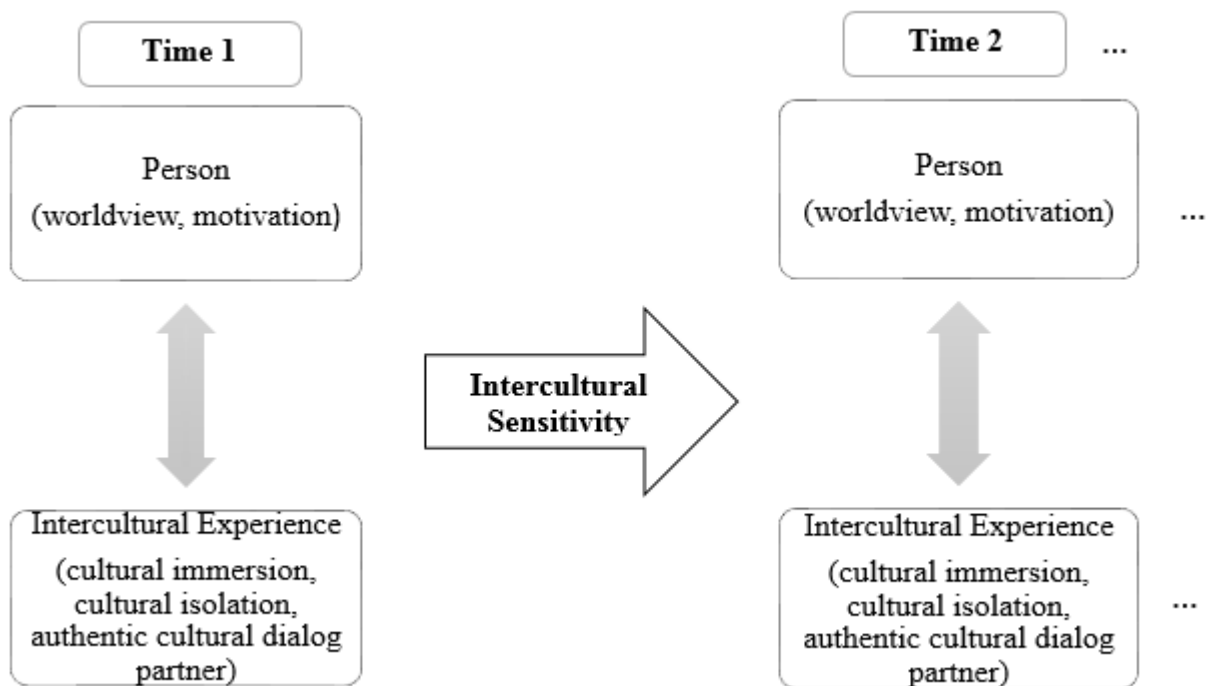 Time 1
Time 2
...
Person
(worldview, motivation)
Person
(worldview, motivation)
...
Intercultural
Sensitivity
Intercultural Experience
(cultural immersion,
cultural isolation,
authentic cultural dialog
partner)
Intercultural Experience
(cultural immersion,
cultural isolation,
authentic cultural dialog
partner)
...